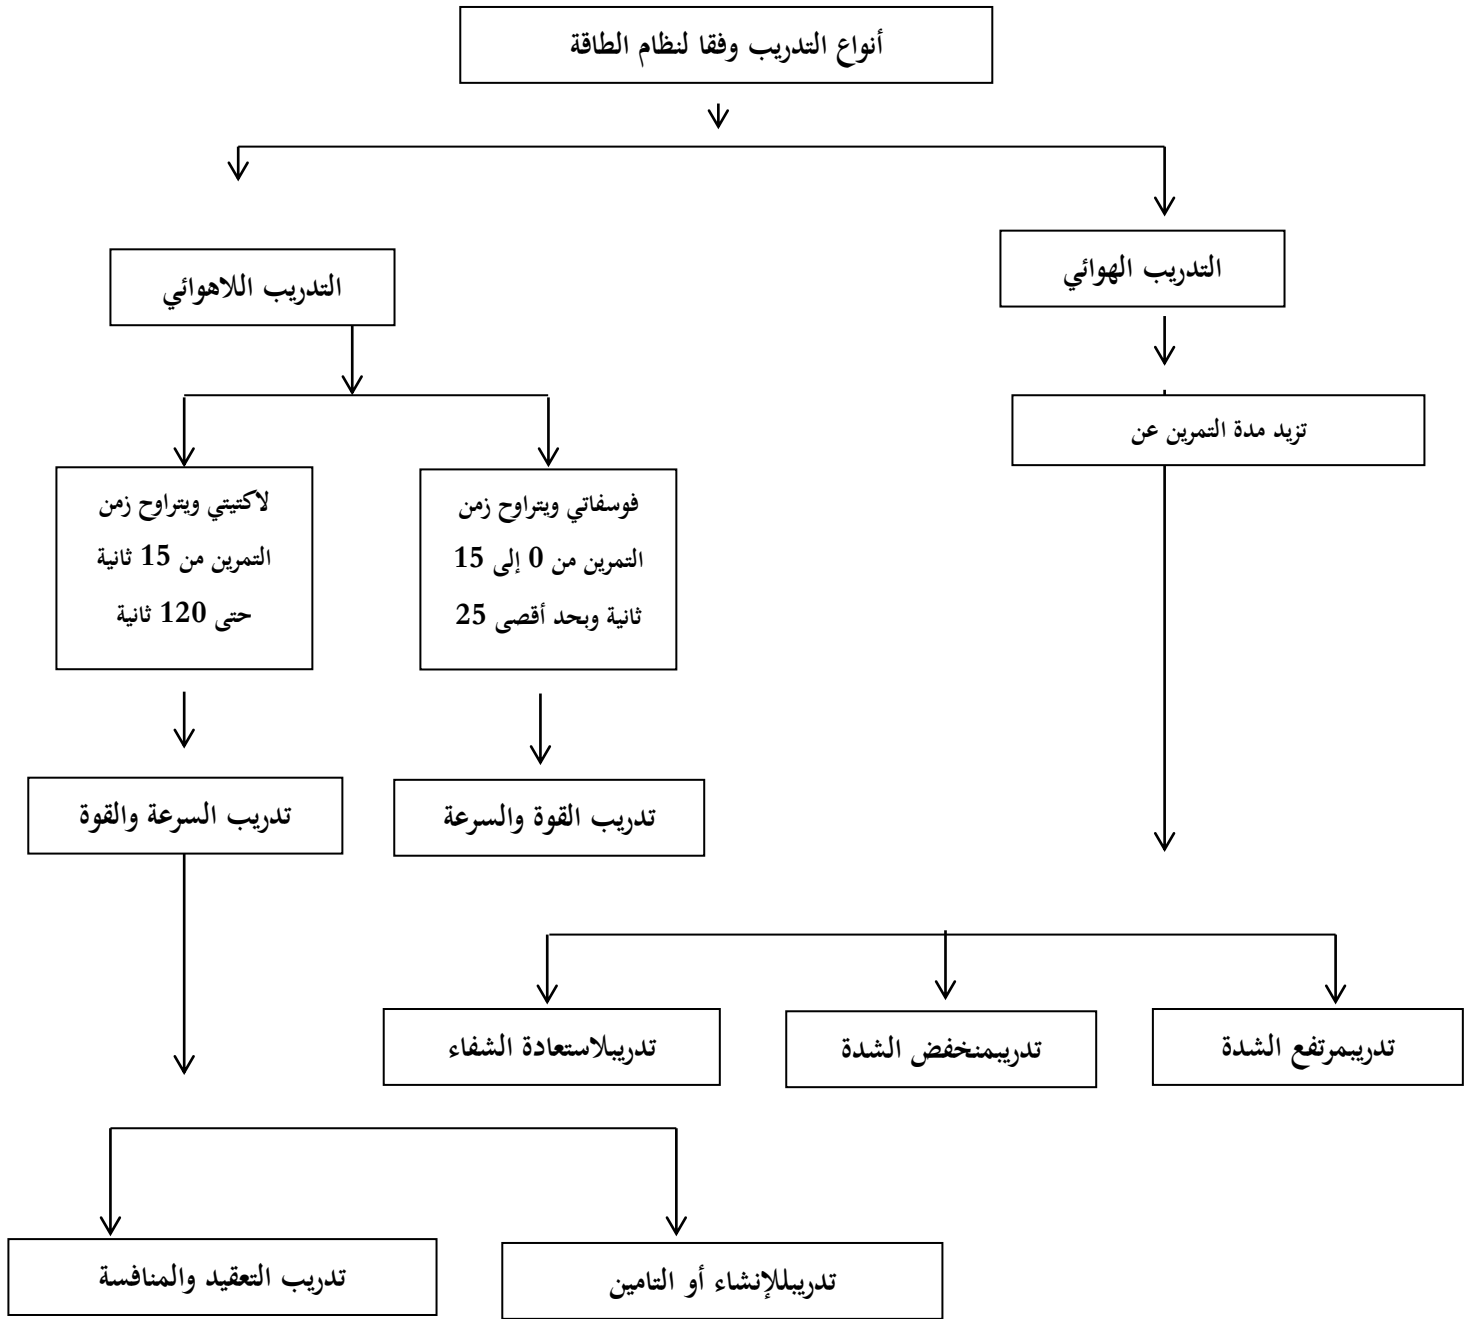 أنواع التدريب وفقا لنظام الطاقة
التدريب الهوائي
التدريب اللاهوائي
تزيد مدة التمرين عن
فوسفاتي ويتراوح زمن
التمرين من 0 إلى 15
ثانية وبحد أقصى 25
لاكتيتي ويتراوح زمن
التمرين من 15 ثانية
حتى 120 ثانية
تدريب القوة والسرعة
تدريب السرعة والقوة
تدريبمرتفع الشدة
تدريبمنخفض الشدة
تدريبلاستعادة الشفاء
تدريبللإنشاء أو التامين
تدريب التعقيد والمنافسة